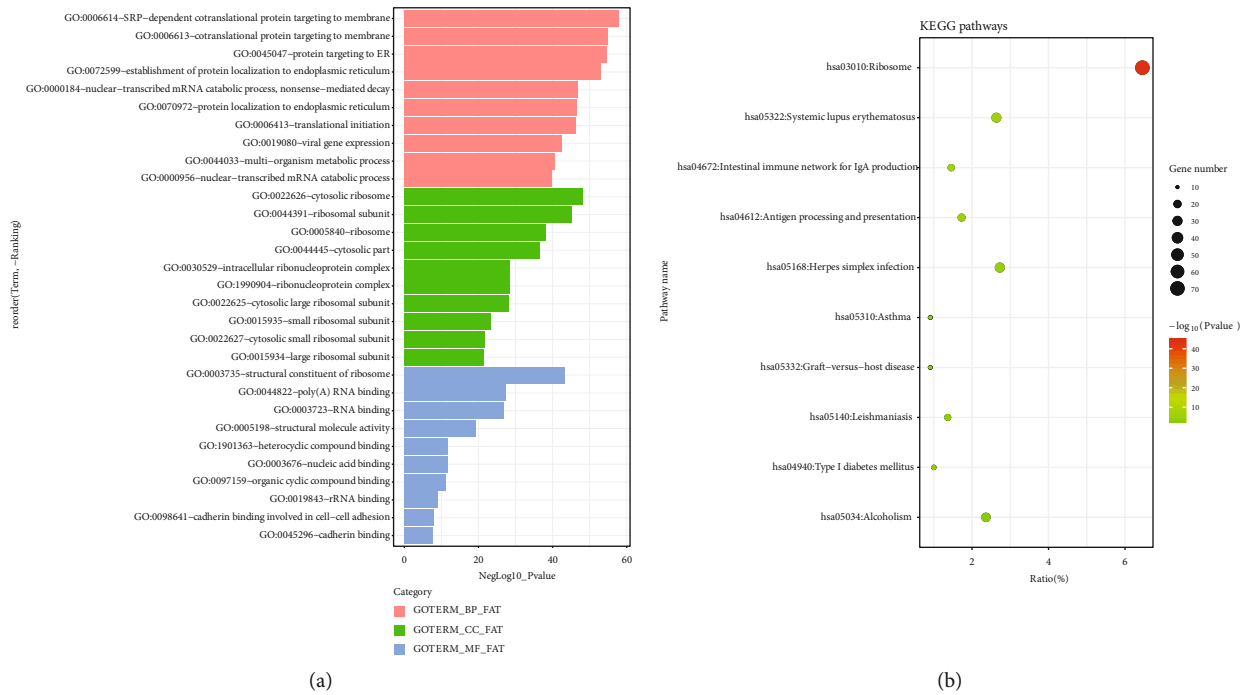 GO:0006614−SRP−dependent cotranslational protein targeting to membrane
GO:0006613−cotranslational protein targeting to membrane
GO:0045047−protein targeting to ER
GO:0072599−establishment of protein localization to endoplasmic reticulum
GO:0000184−nuclear−transcribed mRNA catabolic process, nonsense−mediated decay
GO:0070972−protein localization to endoplasmic reticulum
GO:0006413−translational initiation
GO:0019080−viral gene expression
GO:0044033−multi−organism metabolic process
GO:0000956−nuclear−transcribed mRNA catabolic process
GO:0022626−cytosolic ribosome
GO:0044391−ribosomal subunit
GO:0005840−ribosome
GO:0044445−cytosolic part
GO:0030529−intracellular ribonucleoprotein complex
GO:1990904−ribonucleoprotein complex
GO:0022625−cytosolic large ribosomal subunit
GO:0015935−small ribosomal subunit
GO:0022627−cytosolic small ribosomal subunit
GO:0015934−large ribosomal subunit
GO:0003735−structural constituent of ribosome
GO:0044822−poly(A) RNA binding
GO:0003723−RNA binding
GO:0005198−structural molecule activity
GO:1901363−heterocyclic compound binding
GO:0003676−nucleic acid binding
GO:0097159−organic cyclic compound binding
GO:0019843−rRNA binding
GO:0098641−cadherin binding involved in cell−cell adhesion
GO:0045296−cadherin binding
reorder(Term, −Ranking)
0 20 40 60
NegLog10_Pvalue
Category
GOTERM_BP_FAT
GOTERM_CC_FAT
GOTERM_MF_FAT
(a)
KEGG pathways
hsa03010:Ribosome
hsa05322:Systemic lupus erythematosus
hsa04672:Intestinal immune network for IgA production
hsa04612:Antigen processing and presentation
hsa05168:Herpes simplex infection
hsa05310:Asthma
hsa05332:Graft−versus−host disease
hsa05140:Leishmaniasis
hsa04940:Type I diabetes mellitus
hsa05034:Alcoholism
Pathway name
2 4 6
Ratio(%)
Gene number
10
20
30
40
50
60
70
−log10(Pvalue)
40
30
20
10
(b)